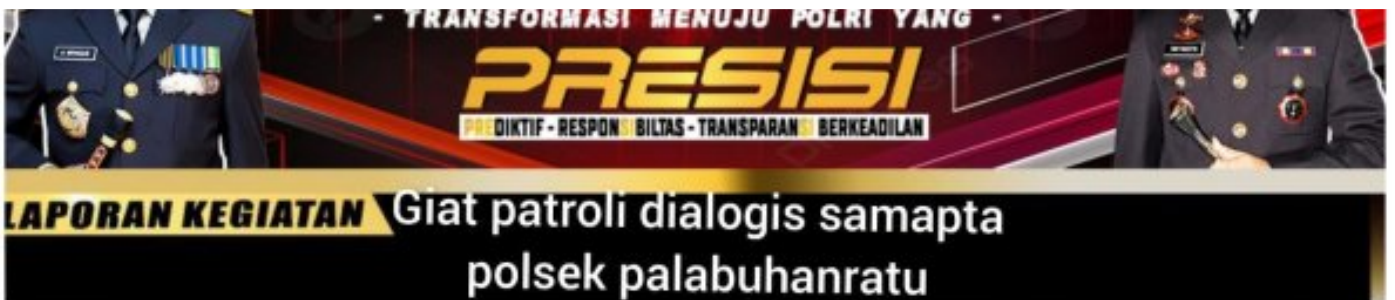 - TRANSFORMASI MENUJU POLRI YANG -
PRESISI
PREDIKTIF - RESPONSIBILTAS - TRANSPARANSI BERKEADILAN
LAPORAN KEGIATAN
Giat patroli dialogis samapta
polsek palabuhanratu